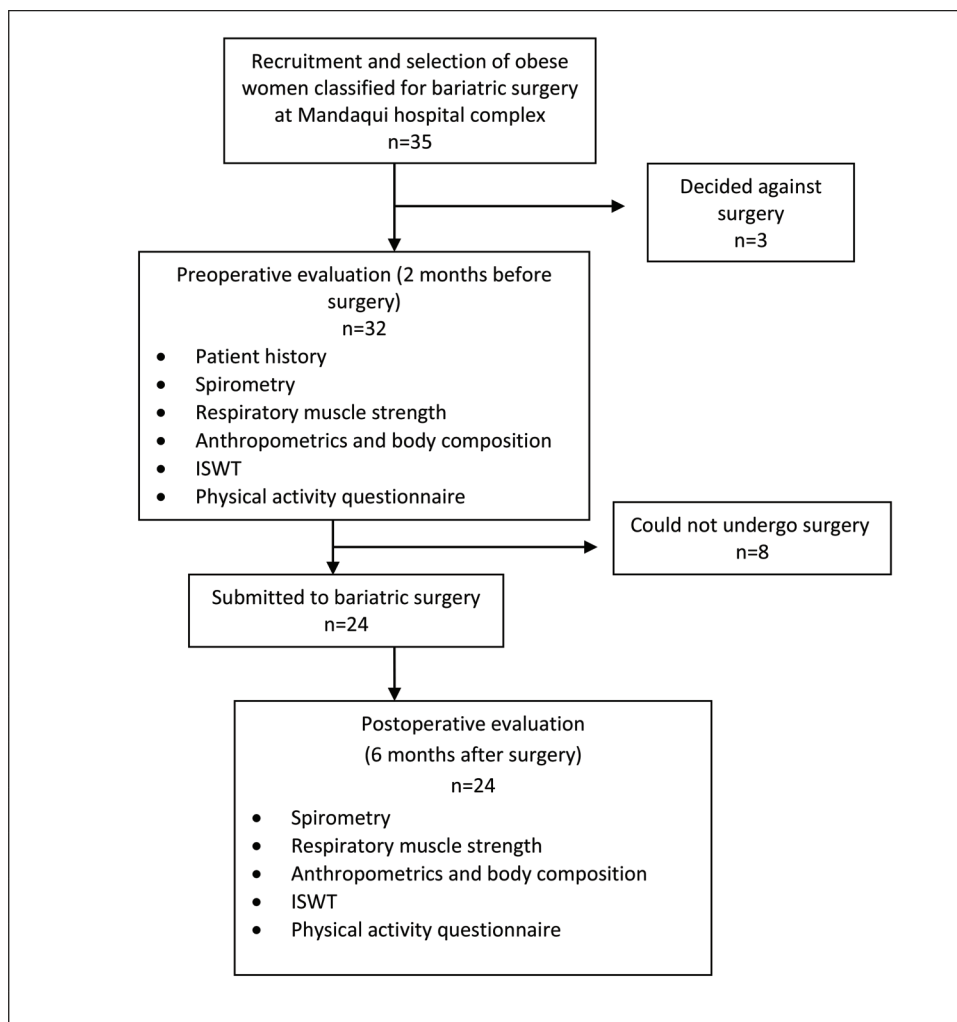 Recruitment and selection of obese
women classified for bariatric surgery
at Mandaqui hospital complex
n=35
Decided against
surgery
n=3
Preoperative evaluation (2 months before
surgery)
n=32
• Patient history
• Spirometry
• Respiratory muscle strength
• Anthropometrics and body composition
• ISWT
• Physical activity questionnaire
Could not undergo surgery
n=8
Submitted to bariatric surgery
n=24
Postoperative evaluation
(6 months after surgery)
n=24
• Spirometry
• Respiratory muscle strength
• Anthropometrics and body composition
• ISWT
• Physical activity questionnaire